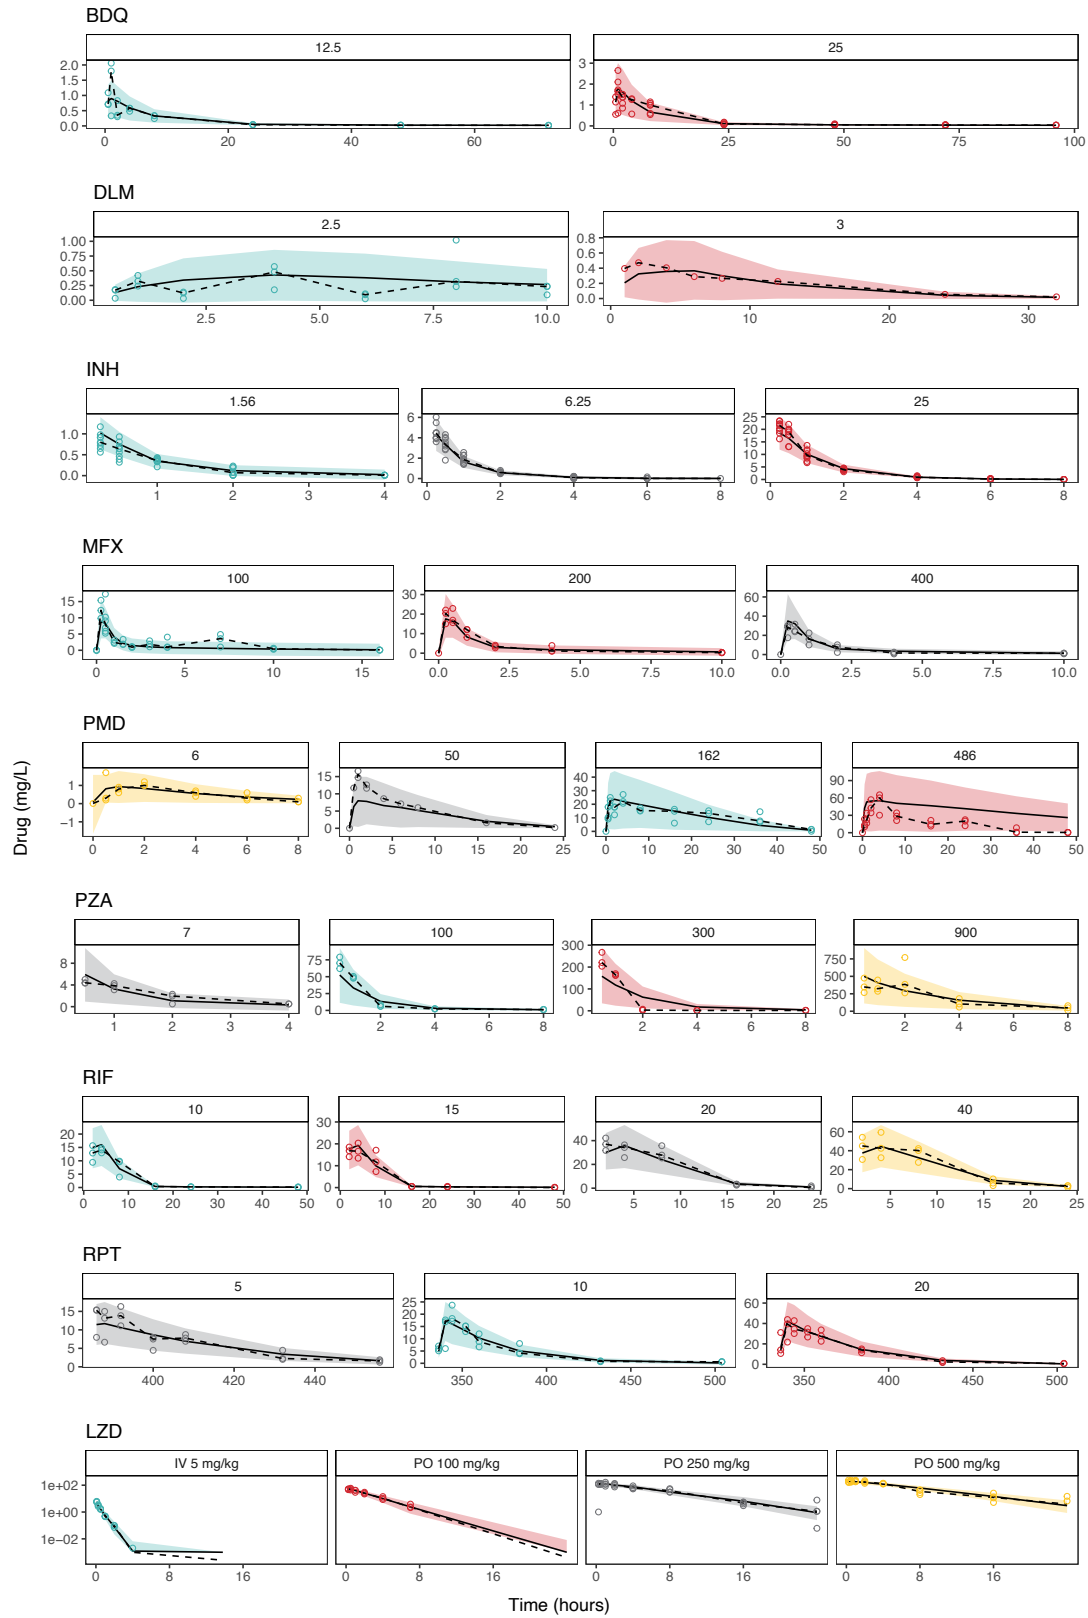 BDQ
12.5 25
2.0 1.5 1.0 0.5 0.0
3 2 1 0
0 20 40 60 0 25 50 75 100
DLM
2.5 3
1.00 0.75 0.50 0.25 0.00
0.8 0.6 0.4 0.2 0.0
2.5 5.0 7.5 10.0 0 10 20 30
INH
1.56 6.25 25
1.0 0.5 0.0
6 4 2 0
25 20 15 10 5 0
1 2 3 4 0 2 4 6 8 0 2 4 6 8
MFX
100 200 400
15 10 5 0
30 20 10 0
60 40 20 0
0 5 10 15 0.0 2.5 5.0 7.5 10.0 0.0 2.5 5.0 7.5 10.0
PMD
6 50 162 486
1 0 −1
15 10 5 0
40 30 20 10 0
90 60 30 0
0 2 4 6 8 0 4 8 12 16 20 24 0 10 20 30 40 50 0 10 20 30 40 50
Drug (mg/L)
PZA
7 100 300 900
8 4 0
75 50 25 0
300 200 100 0
750 500 250 0
1 2 3 4 2 4 6 8 2 4 6 8 2 4 6 8
RIF
10 15 20 40
20 15 10 5 0
30 20 10 0
40 20 0
60 40 20 0
0 10 20 30 40 50 0 10 20 30 40 50 5 10 15 20 25 5 10 15 20 25
RPT
5 10 20
15 10 5 0
25 20 15 10 5 0
60 40 20 0
400 420 440 350 400 450 500 350 400 450 500
LZD
IV 5 mg/kg PO 100 mg/kg PO 250 mg/kg PO 500 mg/kg
1e+02 1e+00 1e−02
0 8 16 0 8 16 0 8 16 0 8 16
Time (hours)